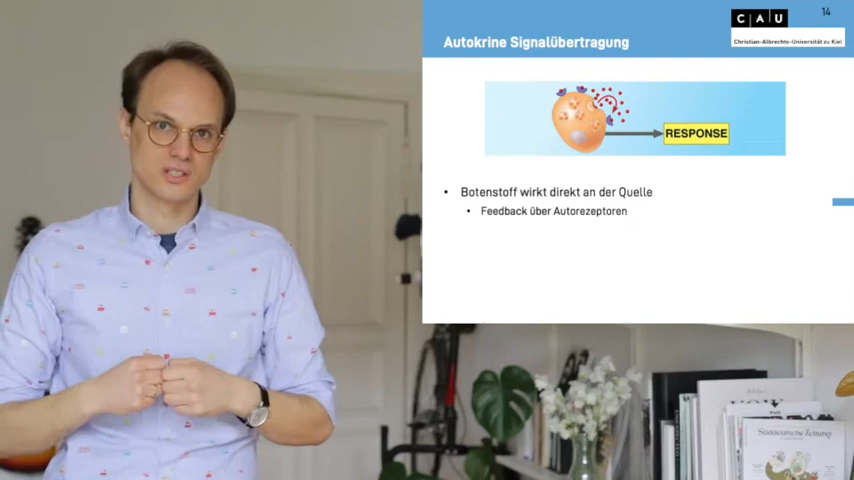 14
CAU
Christian-Albrechts-Universität zu Kiel
Autokrine Signalübertragung
RESPONSE
• Botenstoff wirkt direkt an der Quelle
• Feedback über Autorezeptoren
Süddeutsche Zeitung